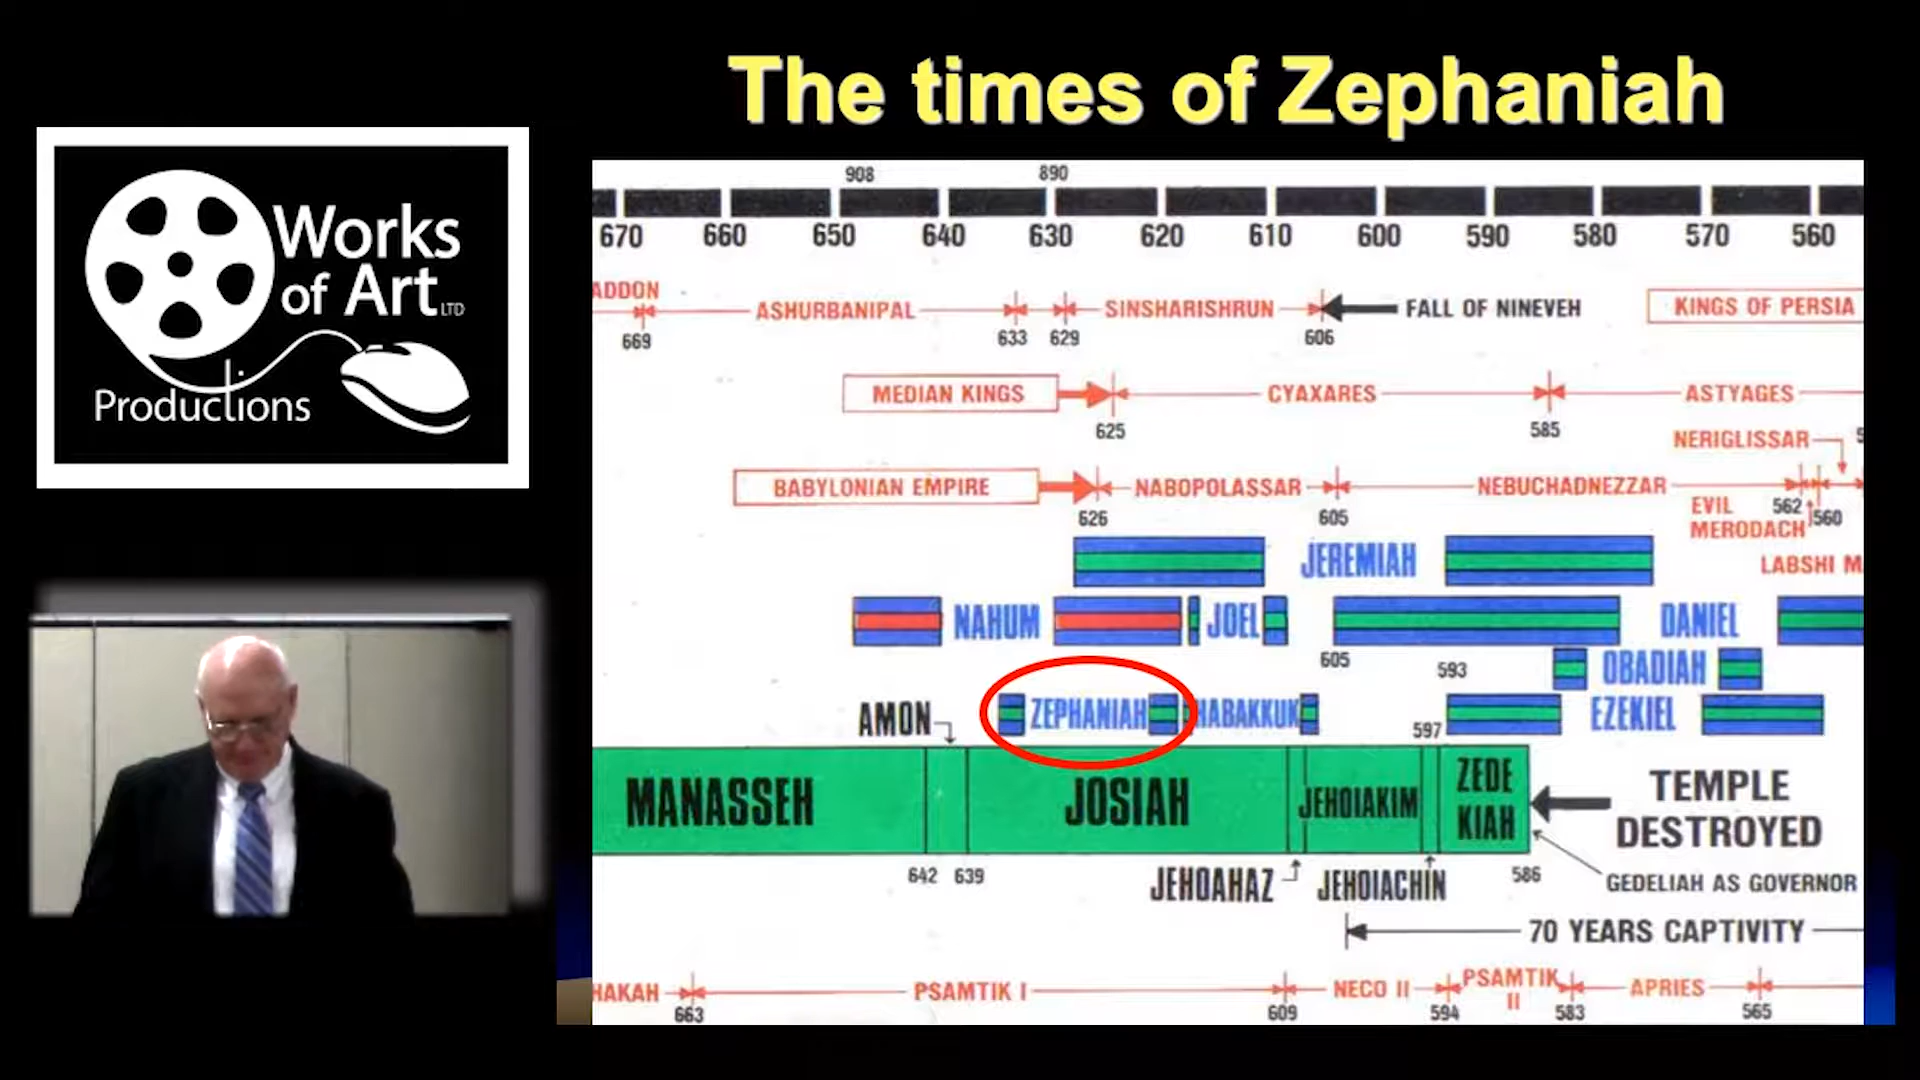 The times of Zephaniah
Works
of Art LTD
Productions
908 890
670 660 650 640 630 620 610 600 590 580 570 560
ADDON
ASHURBANIPAL SINSHARISHRUN FALL OF NINEVEH KINGS OF PERSIA
669 633 629 606
MEDIAN KINGS CYAXARES ASTYAGES
625 585
NERIGLISSAR 5
BABYLONIAN EMPIRE NABOPOLASSAR NEBUCHADNEZZAR
626 605 EVIL MERODACH 562 560
JEREMIAH LABSHI M
NAHUM JOEL DANIEL
605 593 OBADIAH
AMON ZEPHANIAH HABAKKUK 597 EZEKIEL
MANASSEH JOSIAH JEHOIAKIM ZEDE
KIAH
TEMPLE
DESTROYED
642 639 JEHOAHAZ JEHOIACHIN 586 GEDELIAH AS GOVERNOR
70 YEARS CAPTIVITY
HAKAH PSAMTIK I NECO II PSAMTIK
II APRIES
663 609 594 583 565